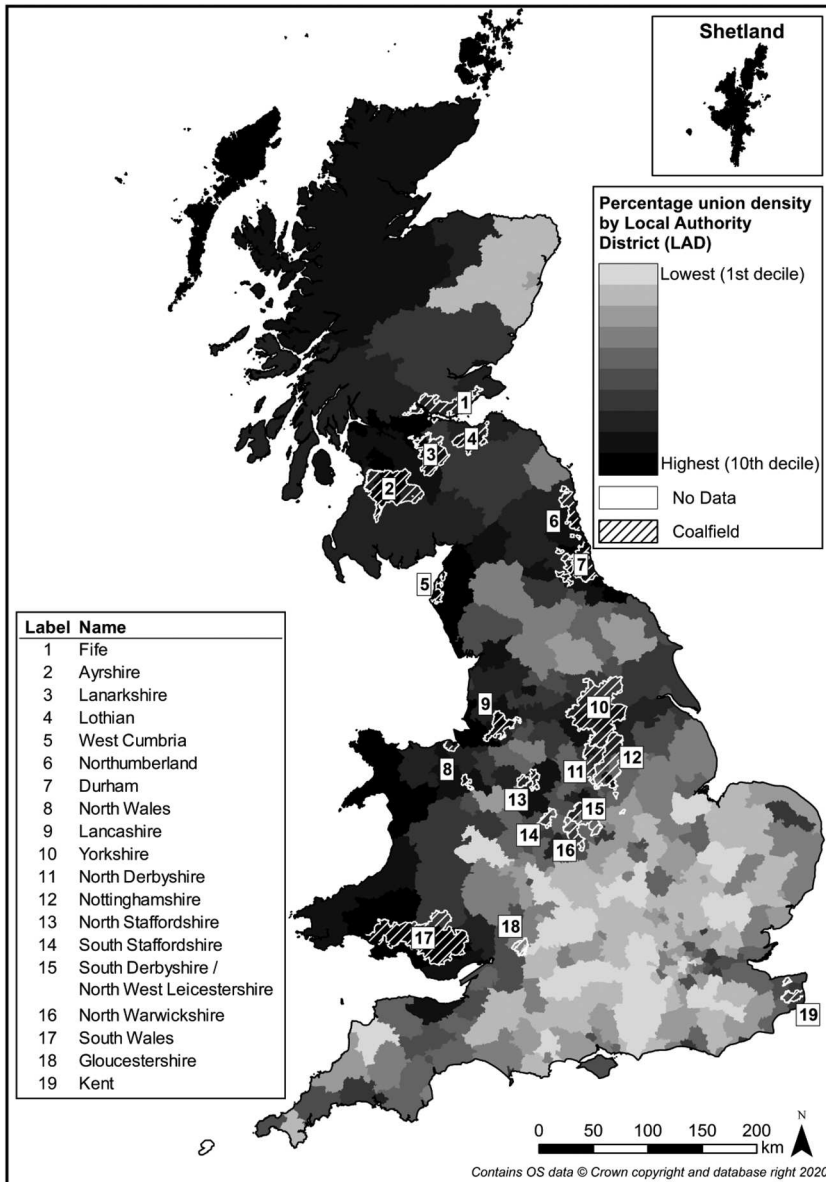 Shetland
Percentage union density
by Local Authority
District (LAD)
Lowest (1st decile)
Highest (10th decile)
No Data
Coalfield
1
4
3
2
6
7
5
9
10
8
11
12
13
15
14
16
18
17
19
Label Name
1 Fife
2 Ayrshire
3 Lanarkshire
4 Lothian
5 West Cumbria
6 Northumberland
7 Durham
8 North Wales
9 Lancashire
10 Yorkshire
11 North Derbyshire
12 Nottinghamshire
13 North Staffordshire
14 South Staffordshire
15 South Derbyshire /
North West Leicestershire
16 North Warwickshire
17 South Wales
18 Gloucestershire
19 Kent
N
0 50 100 150 200
km
Contains OS data © Crown copyright and database right 2020